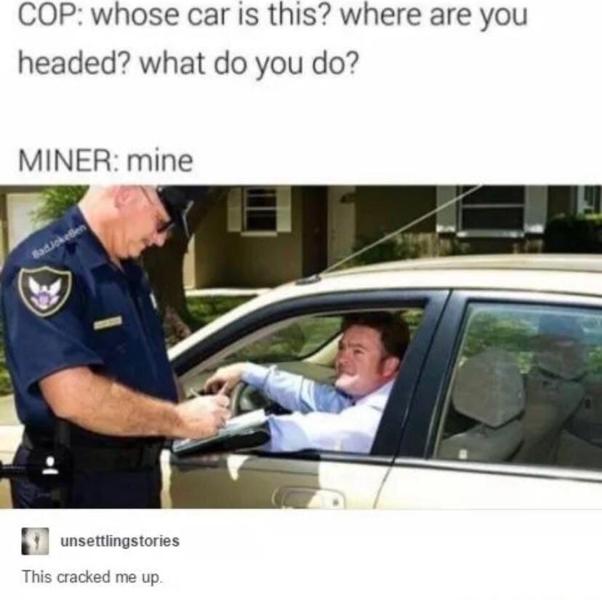 COP: whose car is this? where are you
headed? what do you do?
MINER: mine
BadJokeBen
unsettlingstories
This cracked me up.